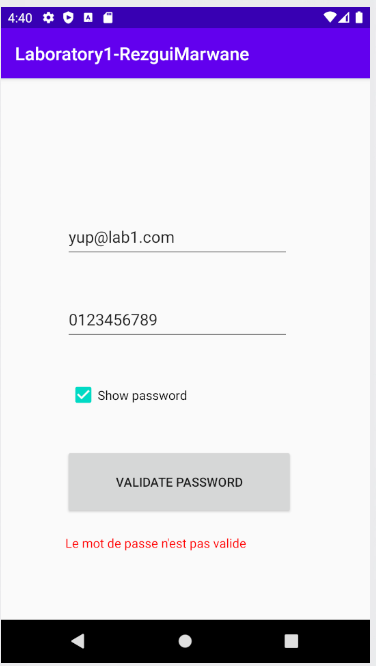 4:40
Laboratory1-RezguiMarwane
yup@lab1.com
0123456789
Show password
VALIDATE PASSWORD
Le mot de passe n'est pas valide